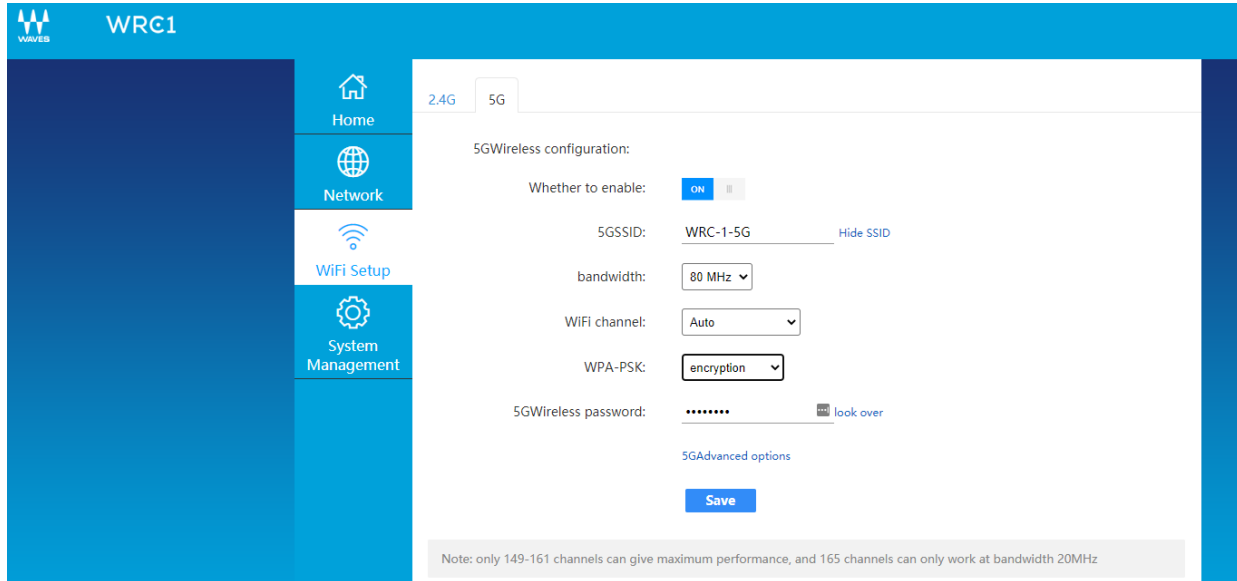 WAVES
WRC1
Home
Network
WiFi Setup
System
Management
2.4G
5G
5GWireless configuration:
Whether to enable: ON
5GSSID: WRC-1-5G Hide SSID
bandwidth: 80 MHz
WiFi channel: Auto
WPA-PSK: encryption
5GWireless password: •••••••• look over
5GAdvanced options
Save
Note: only 149-161 channels can give maximum performance, and 165 channels can only work at bandwidth 20MHz